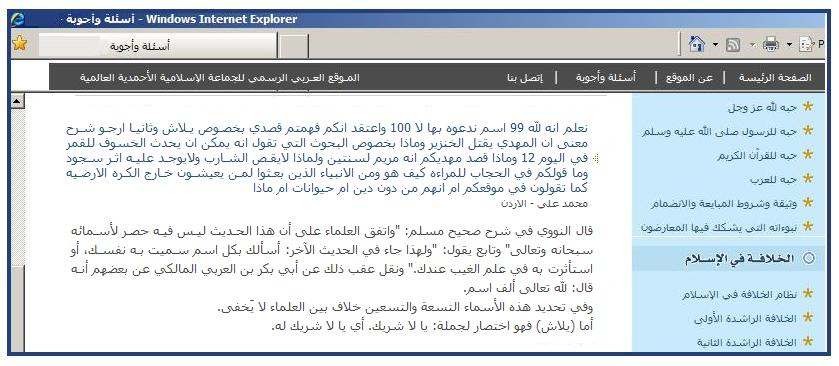 أسئلة وأجوبة - Windows Internet Explorer
أسئلة وأجوبة
P
الصفحة الرئيسة | عن الموقع | أسئلة وأجوبة | إتصل بنا
الموقع العربي الرسمي للجماعة الإسلامية الأحمدية العالمية
حبه لله عز وجل
حبه للرسول صلى الله عليه وسلم
حبه للقرآن الكريم
حبه للعرب
وثيقة وشروط المبايعة والانضمام
نبوءاته التي يشكك فيها المعارضون
الخلافة في الإسلام
نظام الخلافة في الإسلام
الخلافة الراشدة الأولى
الخلافة الراشدة الثانية
نعلم انه لله 99 اسم ندعوه بها لا 100 واعتقد انكم فهمتم قصدي بخصوص يلاش وثانيا ارجو شرح
معنى ان المهدي يقتل الخنزير وماذا بخصوص البحوث التي تقول انه يمكن ان يحدث الخسوف للقمر
في اليوم 12 وماذا قصد مهديكم انه مريم لسنتين ولماذا لايقص الشارب ولايوجد عليه اثر سجود
وما قولكم في الحجاب للمراه كيف هو ومن الانبياء الذين بعثوا لمن يعيشون خارج الكره الارضيه
كما تقولون في موقعكم ام انهم من دون دين ام حيوانات ام ماذا
محمد علي - الاردن
قال النووي في شرح صحيح مسلم: "واتفق العلماء على أن هذا الحديث ليس فيه حصر لأسمائه
سبحانه وتعالى" وتابع يقول: "ولهذا جاء في الحديث الآخر: أسألك بكل اسم سميت به نفسك، أو
استأثرت به في علم الغيب عندك." ونقل عقب ذلك عن أبي بكر بن العربي المالكي عن بعضهم أنه
قال: لله تعالى ألف اسم.
وفي تحديد هذه الأسماء التسعة والتسعين خلاف بين العلماء لا يَخفى.
أما (يلاش) فهو اختصار لجملة: يا لا شريك. أي يا لا شريك له.